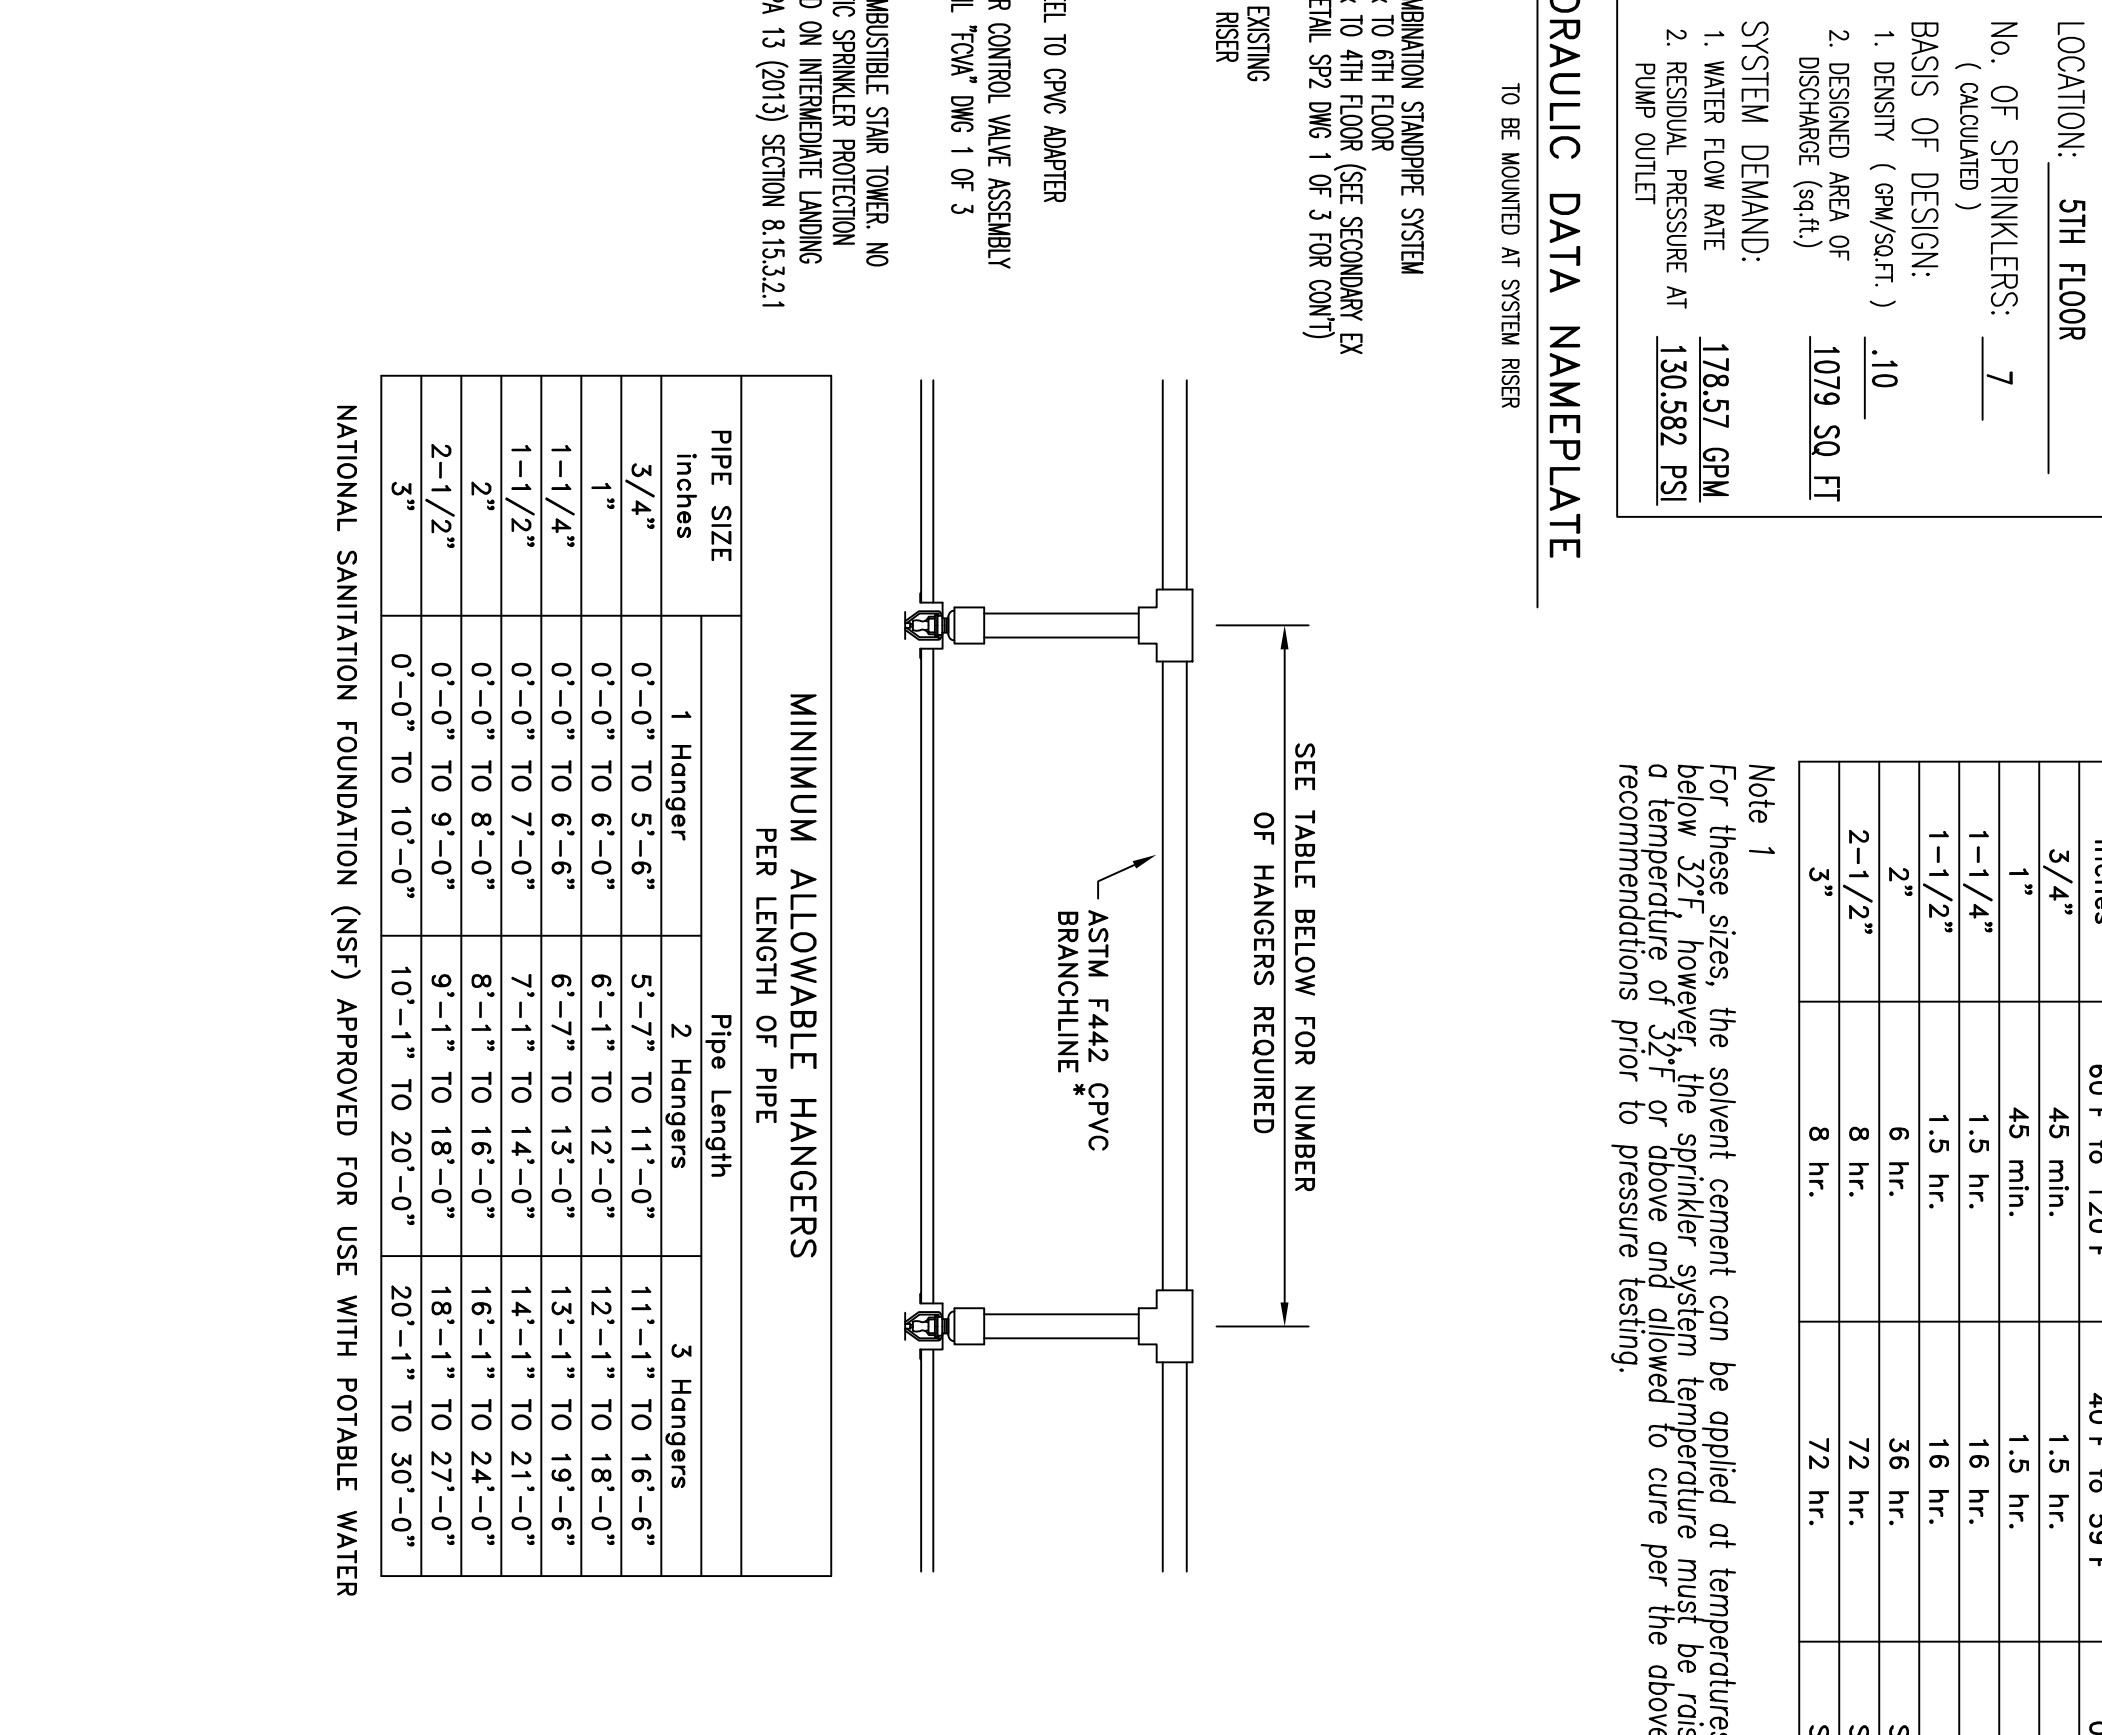 LOCATION: 5TH FLOOR
No. OF SPRINKLERS: 7
( CALCULATED )
BASIS OF DESIGN:
1. DENSITY ( GPM/SQ.FT. ) .10
2. DESIGNED AREA OF 1079 SQ FT
DISCHARGE (sq.ft.)
SYSTEM DEMAND:
1. WATER FLOW RATE 178.57 GPM
2. RESIDUAL PRESSURE AT 130.582 PSI
PUMP OUTLET
ORAULIC DATA NAMEPLATE
TO BE MOUNTED AT SYSTEM RISER
MBINATION STANDPIPE SYSTEM
TO 6TH FLOOR
TO 4TH FLOOR (SEE SECONDARY EX
ETAIL SP2 DWG 1 OF 3 FOR CON'T)
EXISTING
RISER
EEL TO CPVC ADAPTER
R CONTROL VALVE ASSEMBLY
IL "FCVA" DWG 1 OF 3
MBUSTIBLE STAIR TOWER. NO
IC SPRINKLER PROTECTION
D ON INTERMEDIATE LANDING
PA 13 (2013) SECTION 8.15.3.2.1
inches 60°F to 120°F 40°F to 59°F
3/4" 45 min. 1.5 hr.
1" 45 min. 1.5 hr.
1-1/4" 1.5 hr. 16 hr.
1-1/2" 1.5 hr. 16 hr.
2" 6 hr. 36 hr.
2-1/2" 8 hr. 72 hr.
3" 8 hr. 72 hr.
Note 1
For these sizes, the solvent cement can be applied at temperatures
below 32°F, however, the sprinkler system temperature must be rais
a temperature of 32°F or above and allowed to cure per the above
recommendations prior to pressure testing.
SEE TABLE BELOW FOR NUMBER
OF HANGERS REQUIRED
ASTM F442 CPVC
BRANCHLINE *
MINIMUM ALLOWABLE HANGERS
PER LENGTH OF PIPE
PIPE SIZE Pipe Length
inches 1 Hanger 2 Hangers 3 Hangers
3/4" 0'-0" TO 5'-6" 5'-7" TO 11'-0" 11'-1" TO 16'-6"
1" 0'-0" TO 6'-0" 6'-1" TO 12'-0" 12'-1" TO 18'-0"
1-1/4" 0'-0" TO 6'-6" 6'-7" TO 13'-0" 13'-1" TO 19'-6"
1-1/2" 0'-0" TO 7'-0" 7'-1" TO 14'-0" 14'-1" TO 21'-0"
2" 0'-0" TO 8'-0" 8'-1" TO 16'-0" 16'-1" TO 24'-0"
2-1/2" 0'-0" TO 9'-0" 9'-1" TO 18'-0" 18'-1" TO 27'-0"
3" 0'-0" TO 10'-0" 10'-1" TO 20'-0" 20'-1" TO 30'-0"
NATIONAL SANITATION FOUNDATION (NSF) APPROVED FOR USE WITH POTABLE WATER